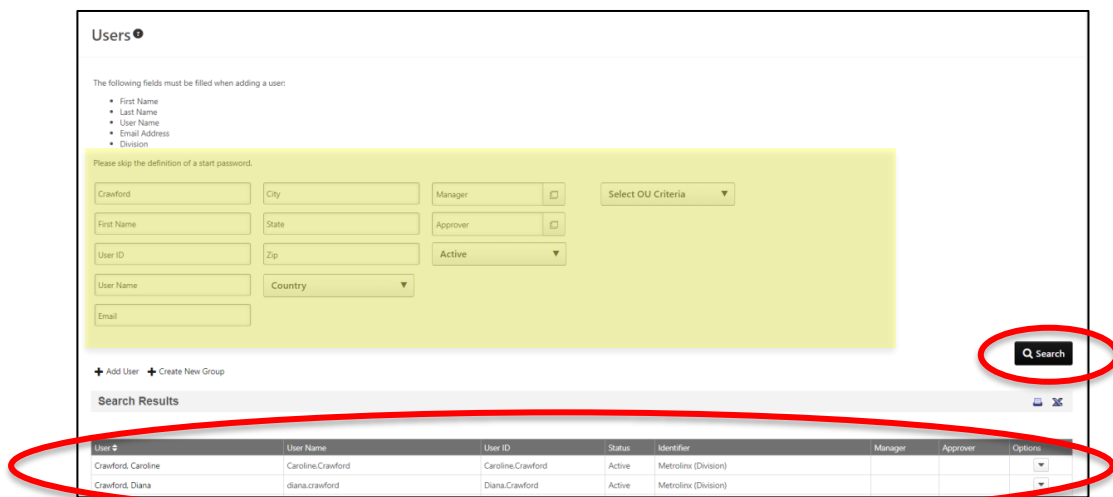 Users
The following fields must be filled when adding a user:
First Name
Last Name
User Name
Email Address
Division
Please skip the definition of a start password.
Crawford City Manager Select OU Criteria
First Name State Approver
User ID Zip Active
User Name Country
Email
Search
Add User Create New Group
Search Results
User User Name User ID Status Identifier Manager Approver Options
Crawford, Caroline Caroline.Crawford Caroline.Crawford Active Metrolinx (Division)
Crawford, Diana diana.crawford Diana.Crawford Active Metrolinx (Division)